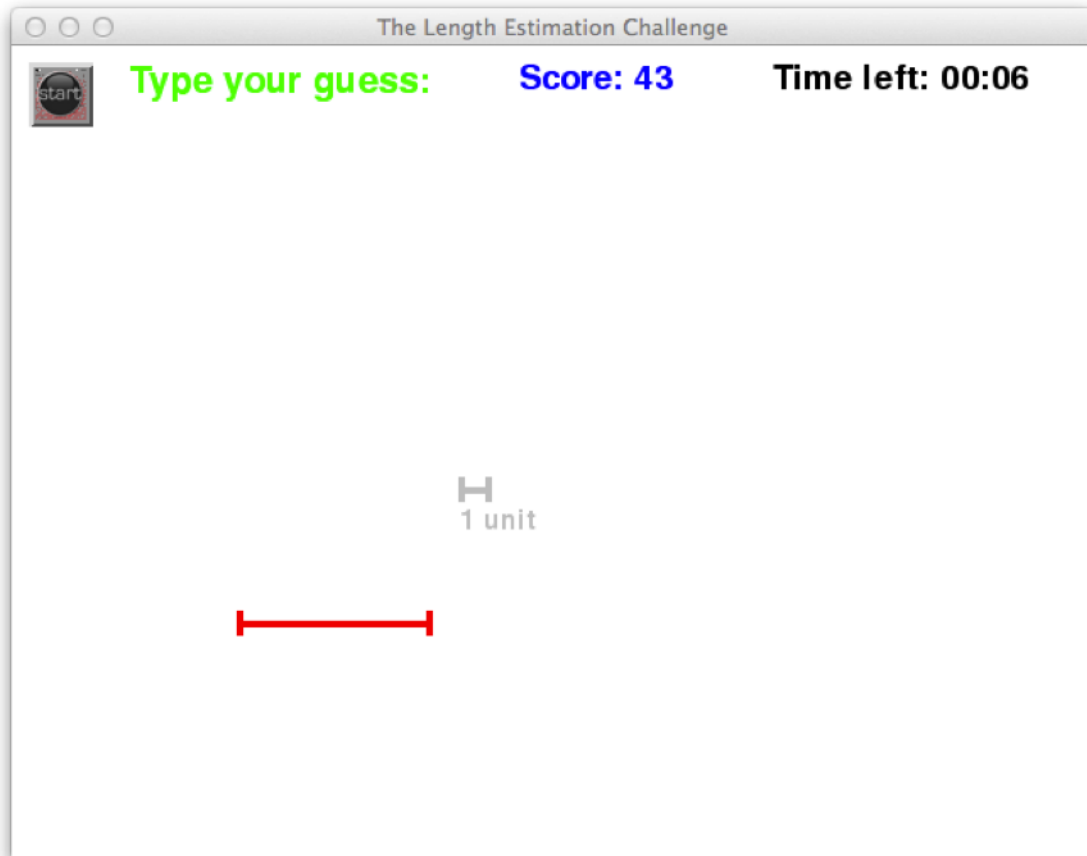 The Length Estimation Challenge
start
Type your guess: Score: 43 Time left: 00:06
1 unit